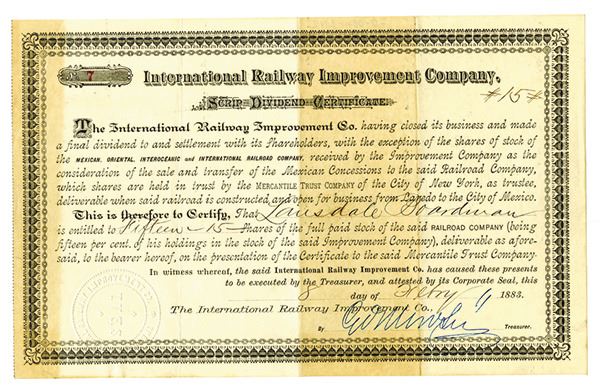 No. 7
International Railway Improvement Company.
#15#
Scrip Dividend Certificate.
The International Railway Improvement Co. having closed its business and made
a final dividend to and settlement with its Shareholders, with the exception of the shares of stock of
the MEXICAN, ORIENTAL, INTEROCEANIC and INTERNATIONAL RAILROAD COMPANY, received by the Improvement Company as the
consideration of the sale and transfer of the Mexican Concessions to the said Railroad Company,
which shares are held in trust by the MERCANTILE TRUST COMPANY of the City of New York, as trustee,
deliverable when said railroad is constructed and open for business from Laredo to the City of Mexico.
This is therefore to Certify, That Lansdale Boardman
is entitled to Fifteen -15- shares of the full paid stock of the said RAILROAD COMPANY (being
fifteen per cent. of his holdings in the stock of the said Improvement Company), deliverable as afore-
said, to the bearer hereof, on the presentation of the Certificate to the said Mercantile Trust Company.
In witness whereof, the said International Railway Improvement Co. has caused these presents
to be executed by the Treasurer, and attested by its Corporate Seal, this
8 day of Feby 1883.
The International Railway Improvement Co.,
By Treasurer.